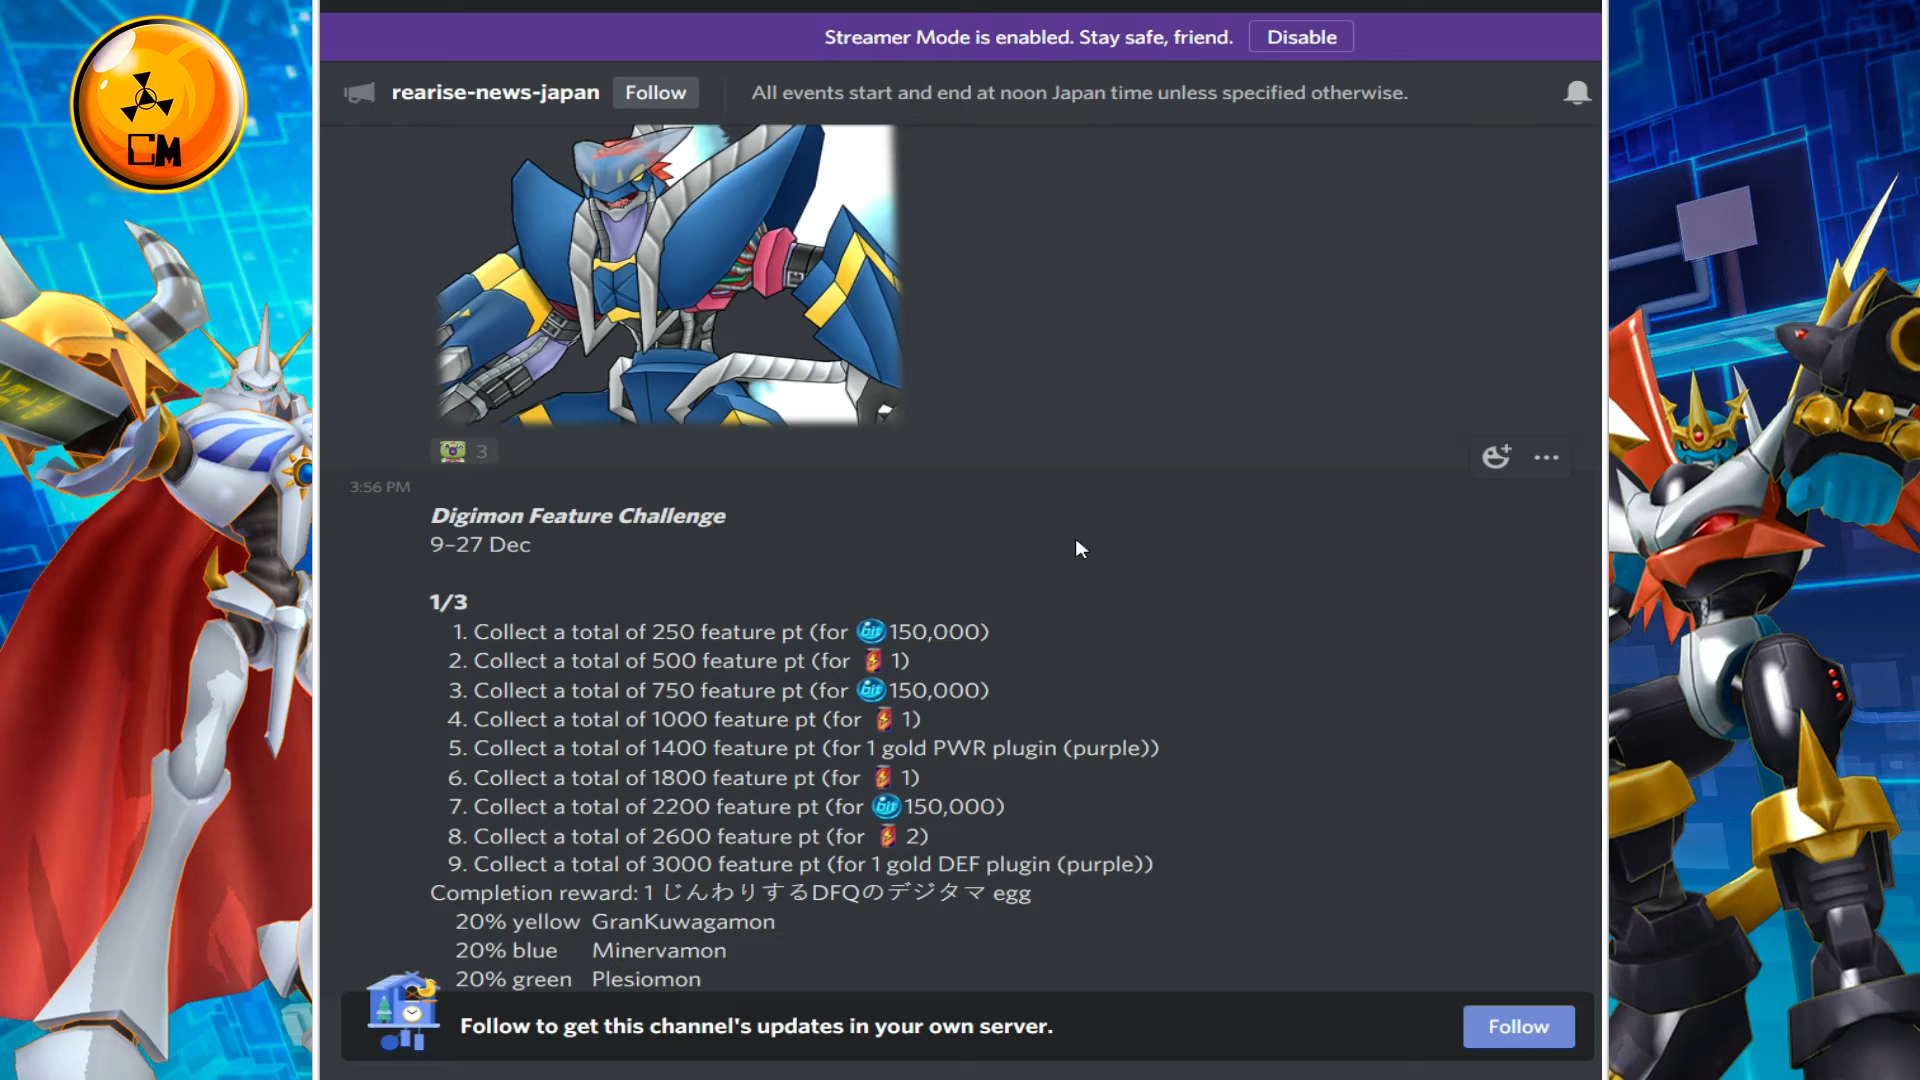 CM
Streamer Mode is enabled. Stay safe, friend.
Disable
rearise-news-japan
Follow
All events start and end at noon Japan time unless specified otherwise.
3
3:56 PM
Digimon Feature Challenge
9-27 Dec
1/3
1. Collect a total of 250 feature pt (for bit 150,000)
2. Collect a total of 500 feature pt (for 1)
3. Collect a total of 750 feature pt (for bit 150,000)
4. Collect a total of 1000 feature pt (for 1)
5. Collect a total of 1400 feature pt (for 1 gold PWR plugin (purple))
6. Collect a total of 1800 feature pt (for 1)
7. Collect a total of 2200 feature pt (for bit 150,000)
8. Collect a total of 2600 feature pt (for 2)
9. Collect a total of 3000 feature pt (for 1 gold DEF plugin (purple))
Completion reward: 1 じんわりするDFQのデジタマ egg
20% yellow GranKuwagamon
20% blue Minervamon
20% green Plesiomon
Follow to get this channel's updates in your own server.
Follow